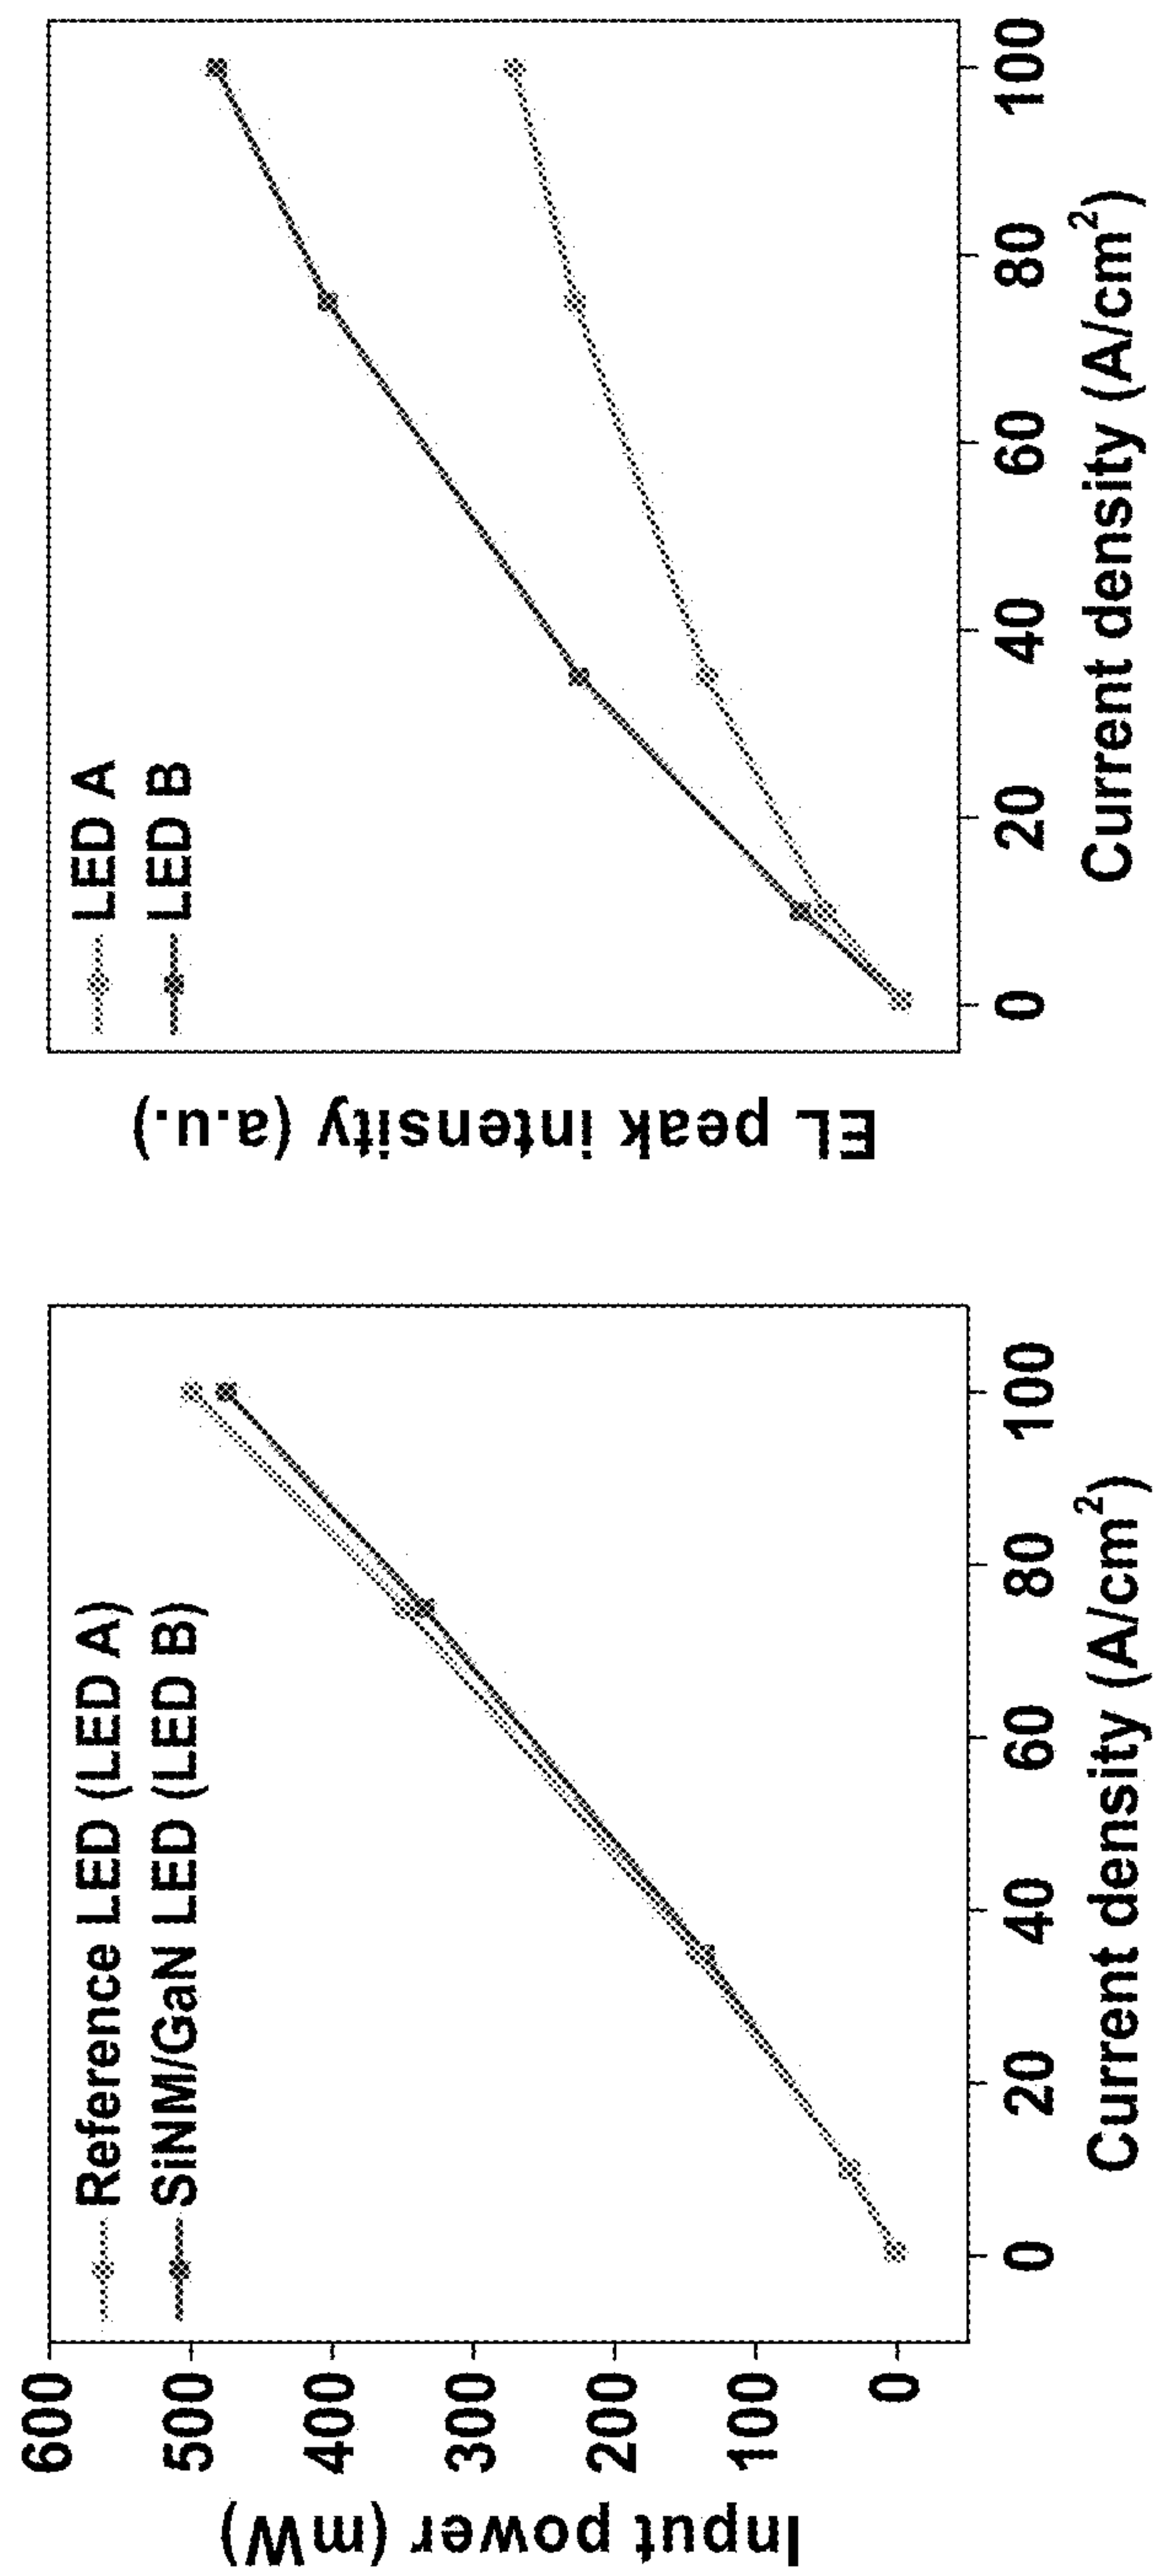 Input power (mW)
600
500
400
300
200
100
0
Reference LED (LED A)
SiNM/GaN LED (LED B)
0 20 40 60 80 100
Current density (A/cm²)
EL peak intensity (a.u.)
LED A
LED B
0 20 40 60 80 100
Current density (A/cm²)